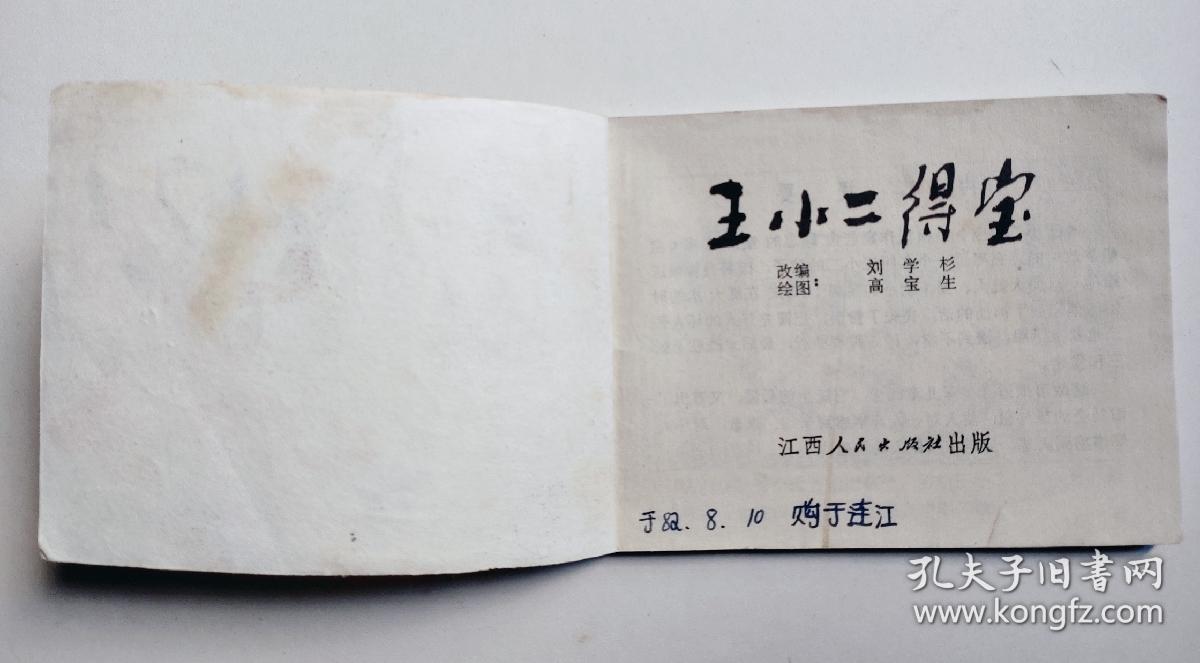 王小二得宝
改编 刘学杉
绘图: 高宝生
江西人民出版社出版
于82.8.10 购于连江
孔夫子旧书网
www.kongfz.com